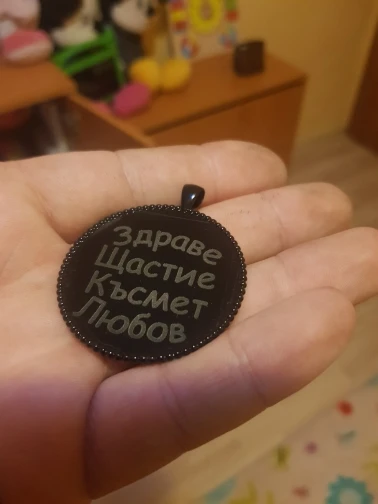 Здраве
Щастие
Късмет
Любов